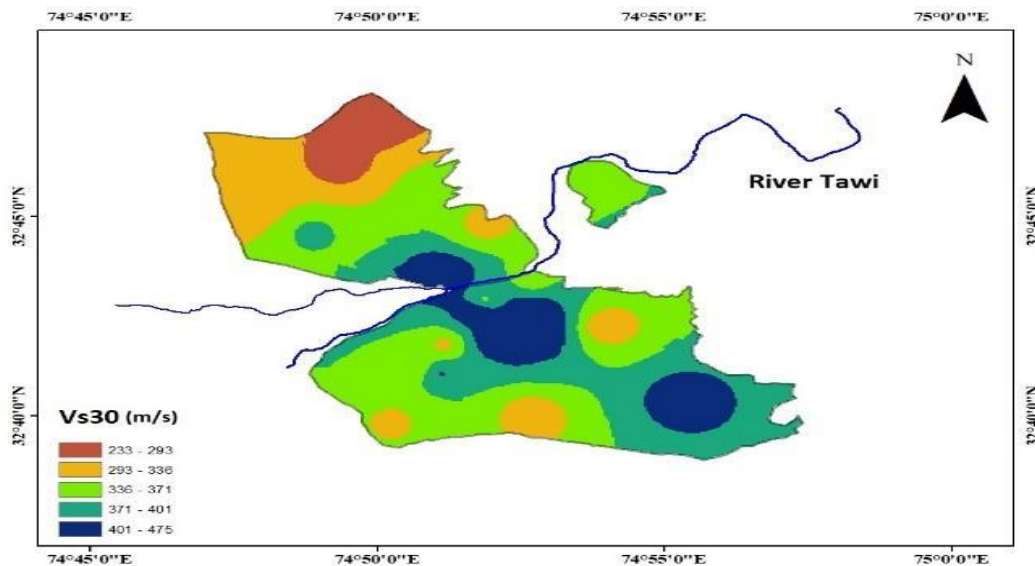 74°45'0"E 74°50'0"E 74°55'0"E 75°0'0"E
N
River Tawi
32°45'0"N 32°45'0"N
32°40'0"N 32°40'0"N
Vs30 (m/s)
233 - 293
293 - 336
336 - 371
371 - 401
401 - 475
74°45'0"E 74°50'0"E 74°55'0"E 75°0'0"E